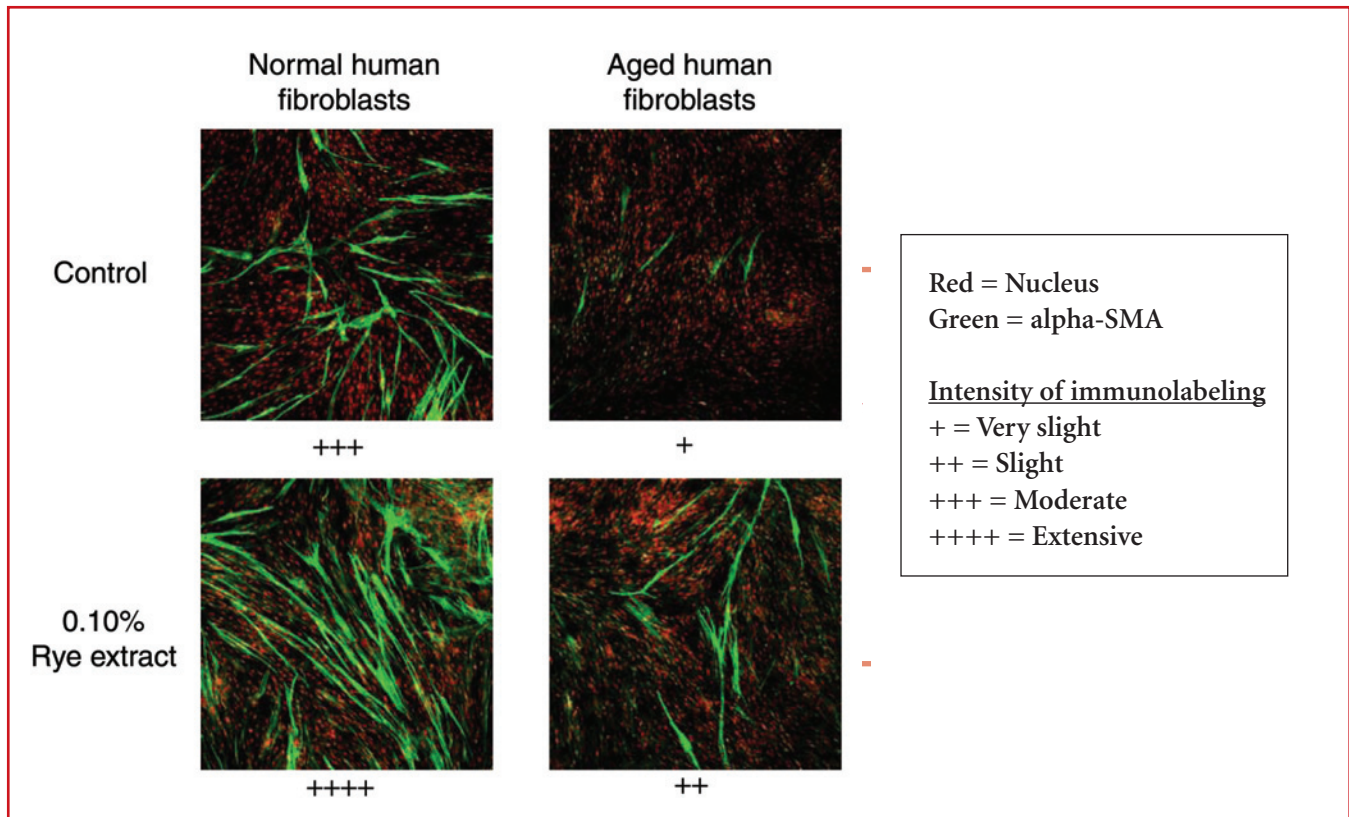 Normal human
fibroblasts
Aged human
fibroblasts
Control
+++
+
0.10%
Rye extract
++++
++
Red = Nucleus
Green = alpha-SMA
Intensity of immunolabeling
+ = Very slight
++ = Slight
+++ = Moderate
++++ = Extensive